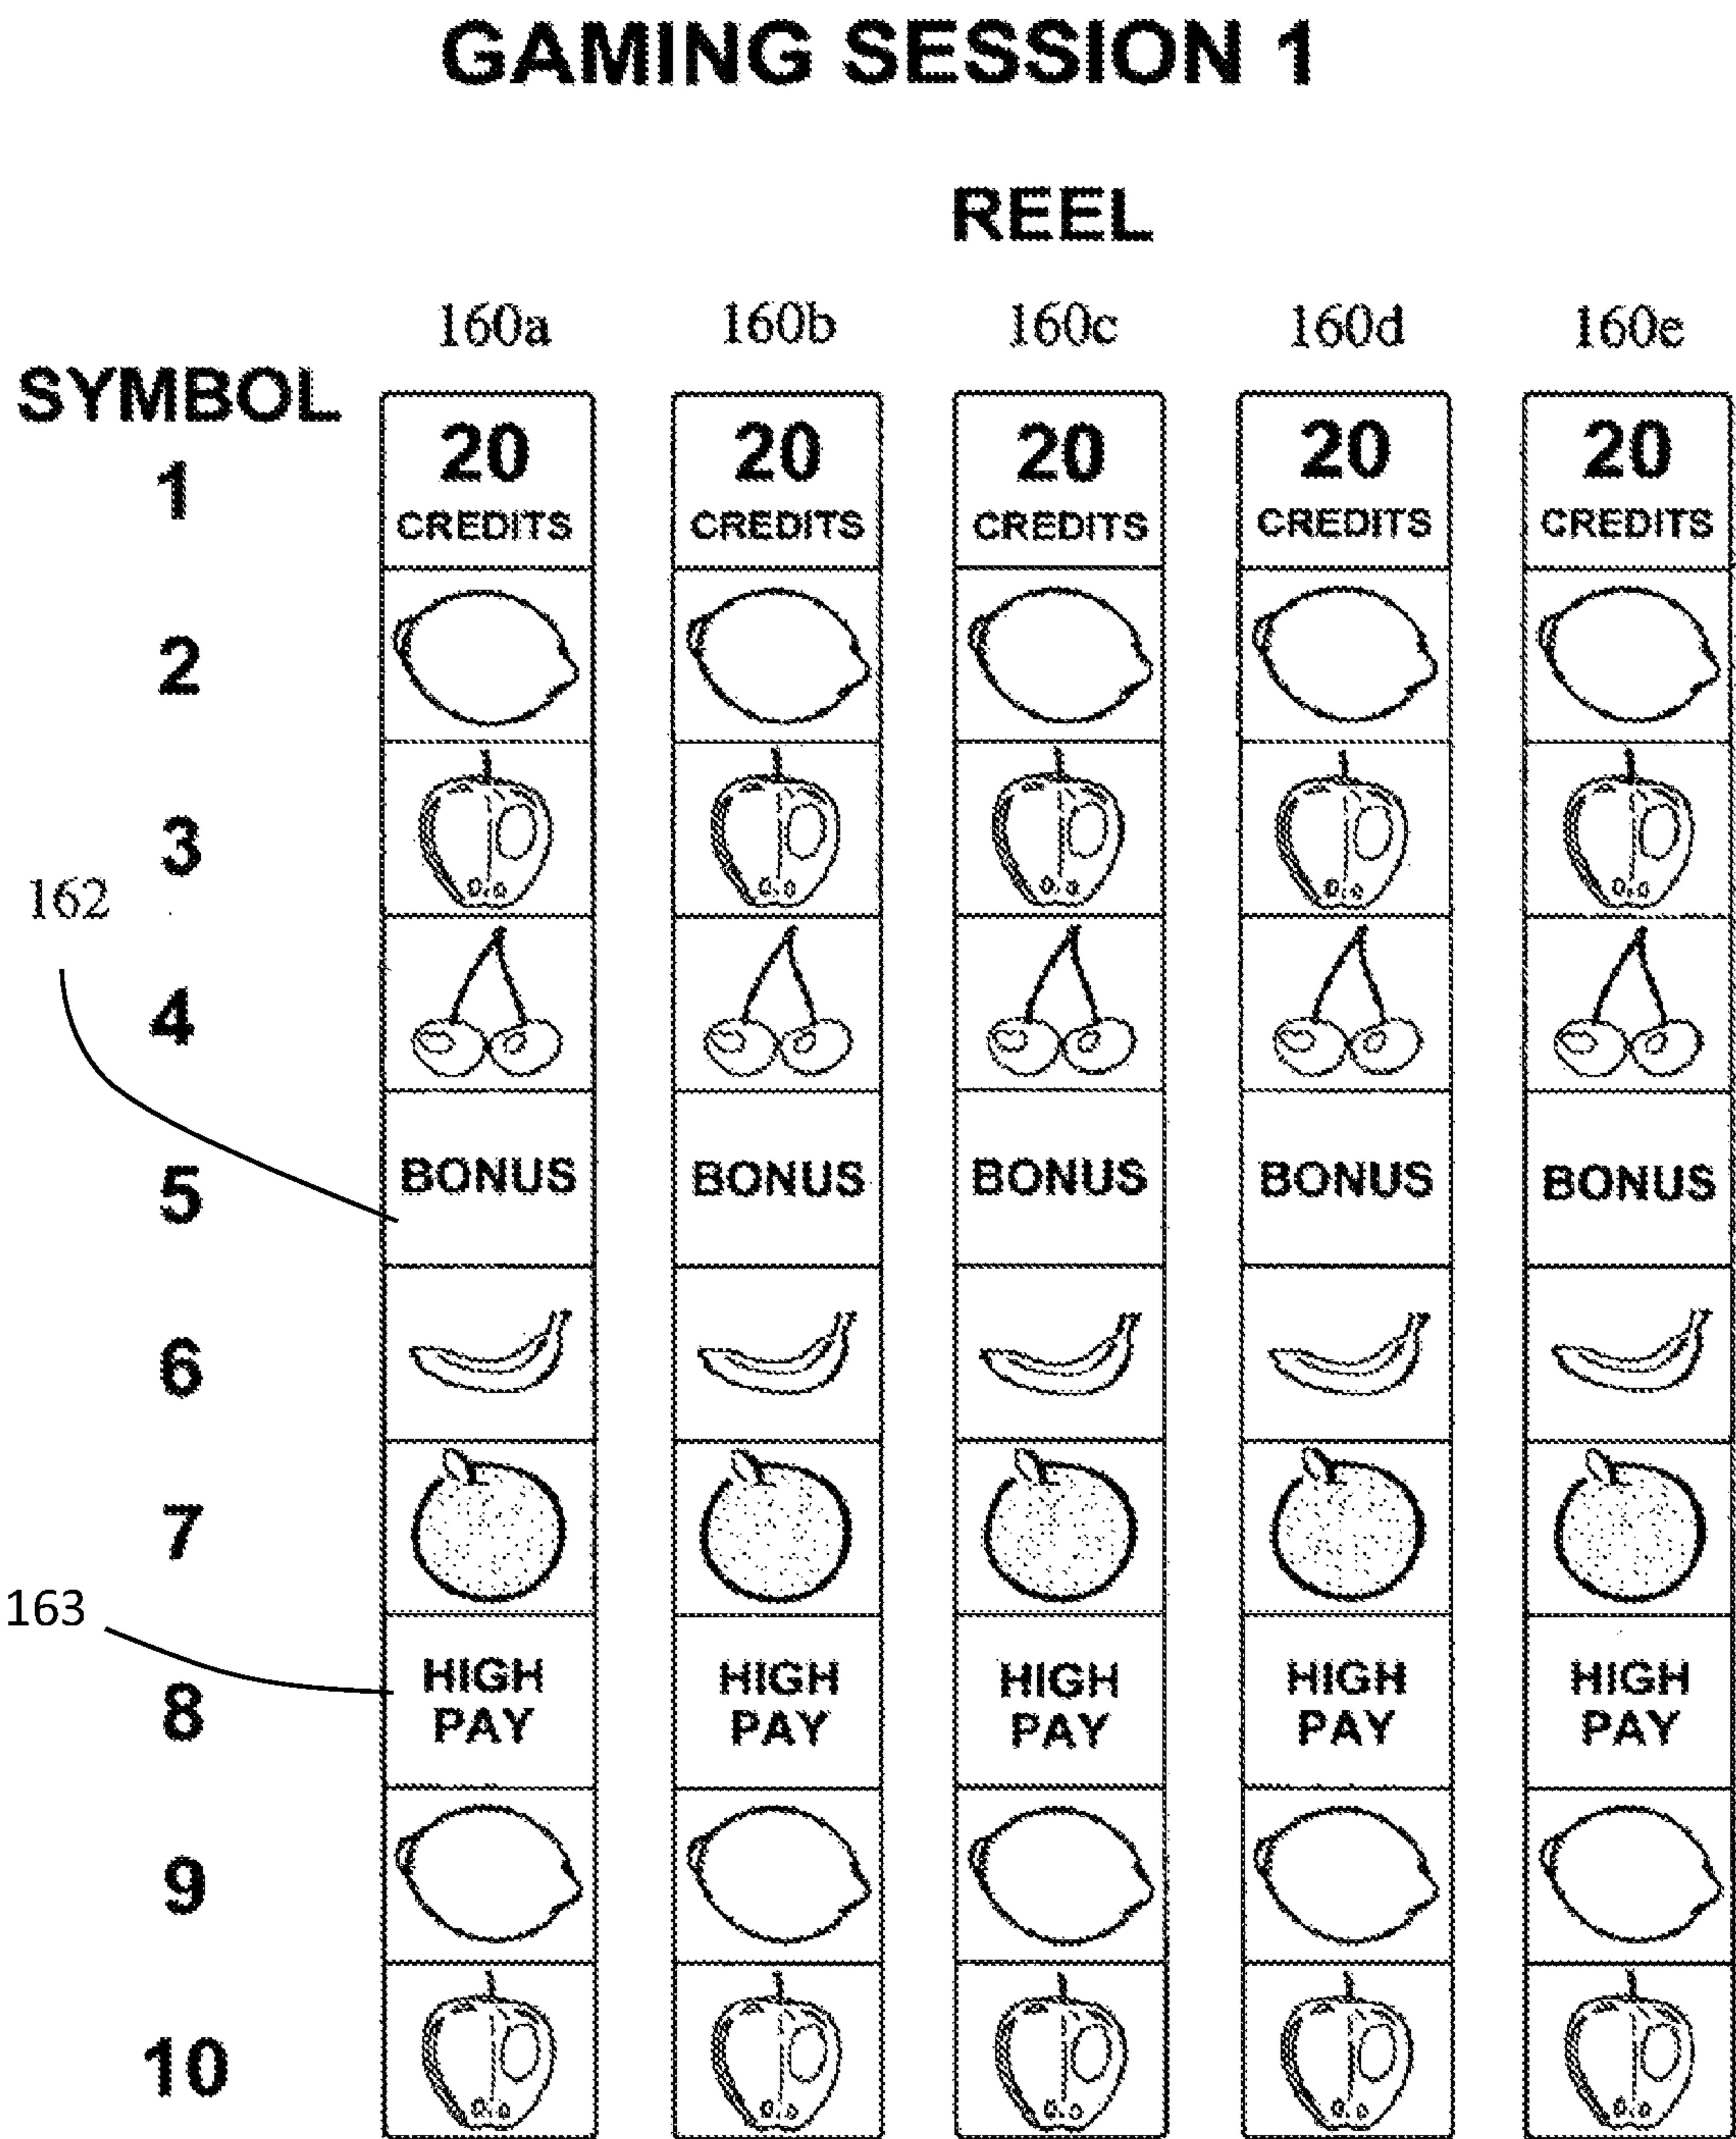 GAMING SESSION 1
REEL
160a 160b 160c 160d 160e
SYMBOL
1 20 20 20 20 20
CREDITS CREDITS CREDITS CREDITS CREDITS
2
3
162
4
5 BONUS BONUS BONUS BONUS BONUS
6
7
163
8 HIGH HIGH HIGH HIGH HIGH
PAY PAY PAY PAY PAY
9
10